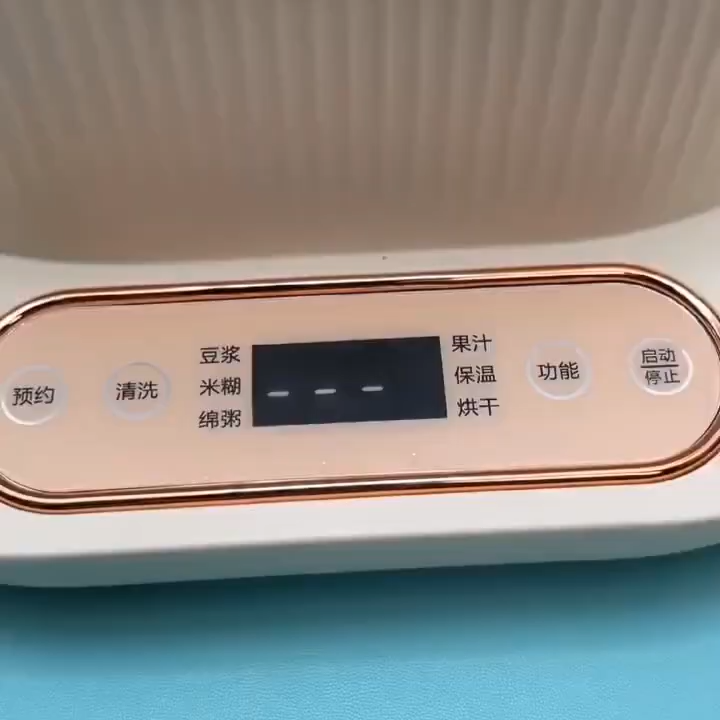 预约
清洗
豆浆
米糊
绵粥
---
果汁
保温
烘干
功能
启动
停止